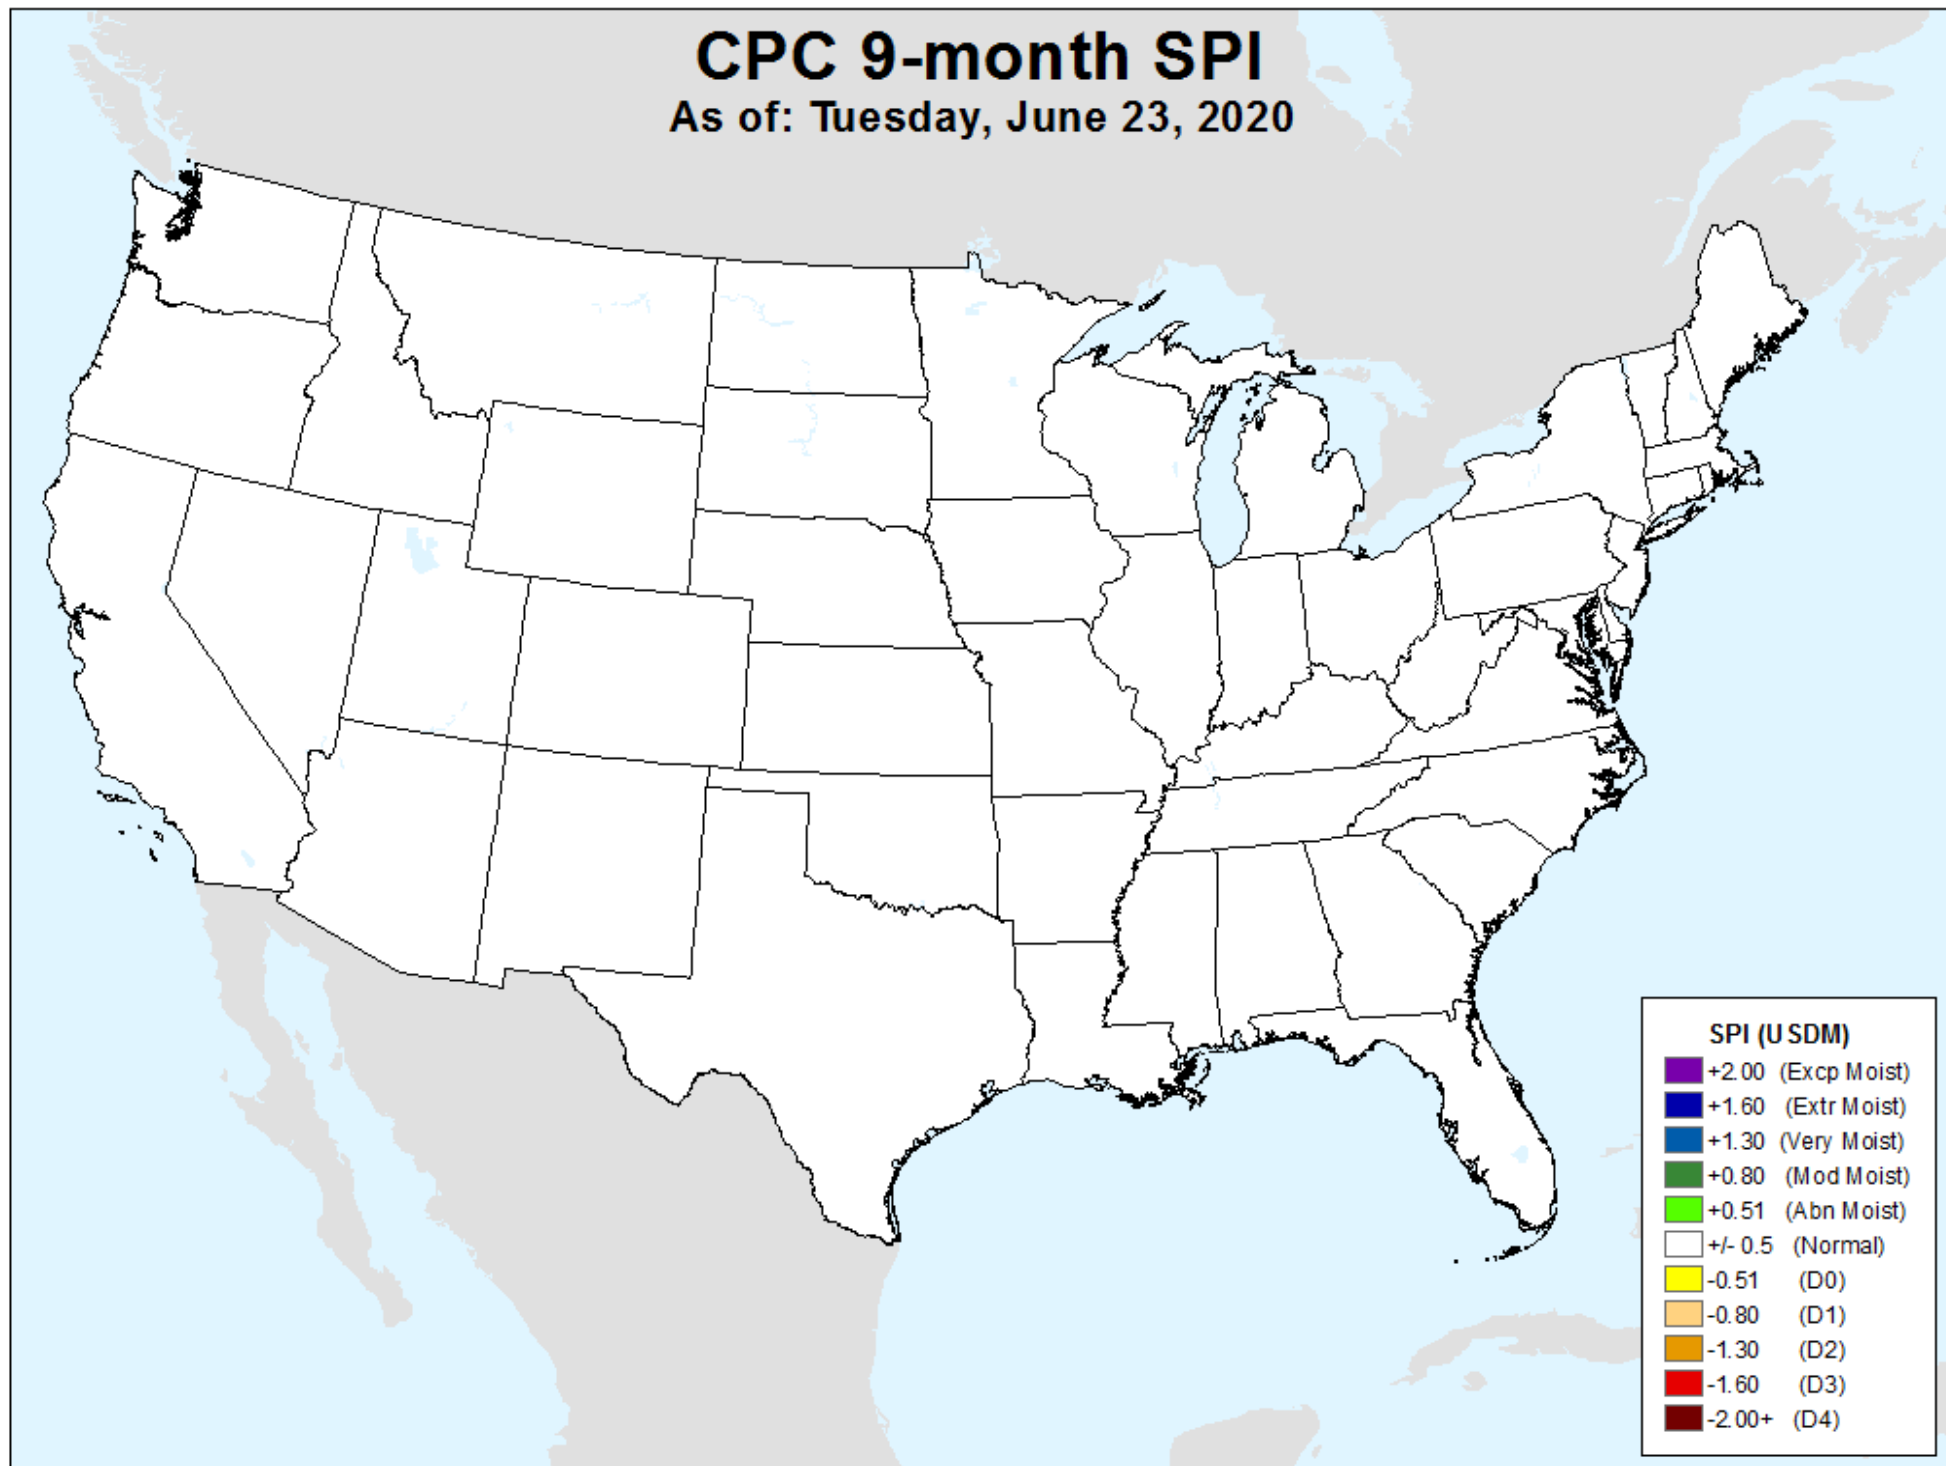 CPC 9-month SPI
As of: Tuesday, June 23, 2020
SPI (USDM)
+2.00 (Excp Moist)
+1.60 (Extr Moist)
+1.30 (Very Moist)
+0.80 (Mod Moist)
+0.51 (Abn Moist)
+/- 0.5 (Normal)
-0.51 (D0)
-0.80 (D1)
-1.30 (D2)
-1.60 (D3)
-2.00+ (D4)